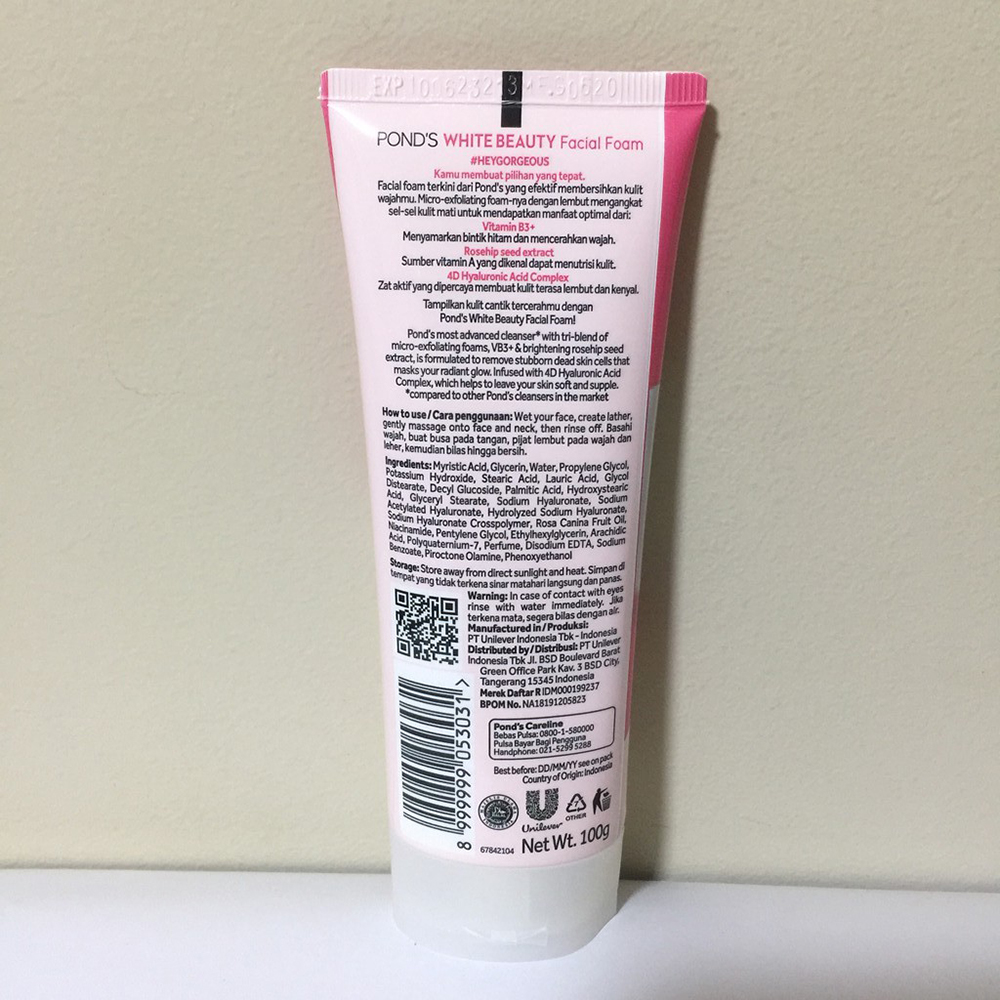 EXP 100623
POND'S WHITE BEAUTY Facial Foam
#HEYGORGEOUS
Kamu membuat pilihan yang tepat.
Facial foam terkini dari Pond's yang efektif membersihkan kulit
wajahmu. Micro-exfoliating foam-nya dengan lembut mengangkat
sel-sel kulit mati untuk mendapatkan manfaat optimal dari:
Vitamin B3+
Menyamarkan bintik hitam dan mencerahkan wajah.
Rosehip seed extract
Sumber vitamin A yang dikenal dapat menutrisi kulit.
4D Hyaluronic Acid Complex
Zat aktif yang dipercaya membuat kulit terasa lembut dan kenyal.
Tampilkan kulit cantik tercerahmu dengan
Pond's White Beauty Facial Foam!
Pond's most advanced cleanser* with tri-blend of
micro-exfoliating foams, VB3+ & brightening rosehip seed
extract, is formulated to remove stubborn dead skin cells that
masks your radiant glow. Infused with 4D Hyaluronic Acid
Complex, which helps to leave your skin soft and supple.
*compared to other Pond's cleansers in the market
How to use / Cara penggunaan: Wet your face, create lather,
gently massage onto face and neck, then rinse off. Basahi
wajah, buat busa pada tangan, pijat lembut pada wajah dan
leher, kemudian bilas hingga bersih.
Ingredients: Myristic Acid, Glycerin, Water, Propylene Glycol,
Potassium Hydroxide, Stearic Acid, Lauric Acid, Glycol
Distearate, Decyl Glucoside, Palmitic Acid, Hydroxystearic
Acid, Glyceryl Stearate, Sodium Hyaluronate, Sodium
Acetylated Hyaluronate, Hydrolyzed Sodium Hyaluronate,
Sodium Hyaluronate Crosspolymer, Rosa Canina Fruit Oil,
Niacinamide, Pentylene Glycol, Ethylhexylglycerin, Arachidic
Acid, Polyquaternium-7, Perfume, Disodium EDTA, Sodium
Benzoate, Piroctone Olamine, Phenoxyethanol
Storage: Store away from direct sunlight and heat. Simpan di
tempat yang tidak terkena sinar matahari langsung dan panas.
Warning: In case of contact with eyes
rinse with water immediately. Jika
terkena mata, segera bilas dengan air.
Manufactured in / Produksi:
PT Unilever Indonesia Tbk - Indonesia
Distributed by / Distribusi: PT Unilever
Indonesia Tbk Jl. BSD Boulevard Barat
Green Office Park Kav. 3 BSD City,
Tangerang 15345 Indonesia
Merek Daftar R IDM000199237
BPOM No. NA18191205823
Pond's Careline
Bebas Pulsa: 0800-1-580000
Pulsa Bayar Bagi Pengguna
Handphone: 021-5299 5288
Best before: DD/MM/YY see on pack
Country of Origin: Indonesia
8 999999 053031 >
Unilever
7
OTHER
67842104 Net Wt. 100g